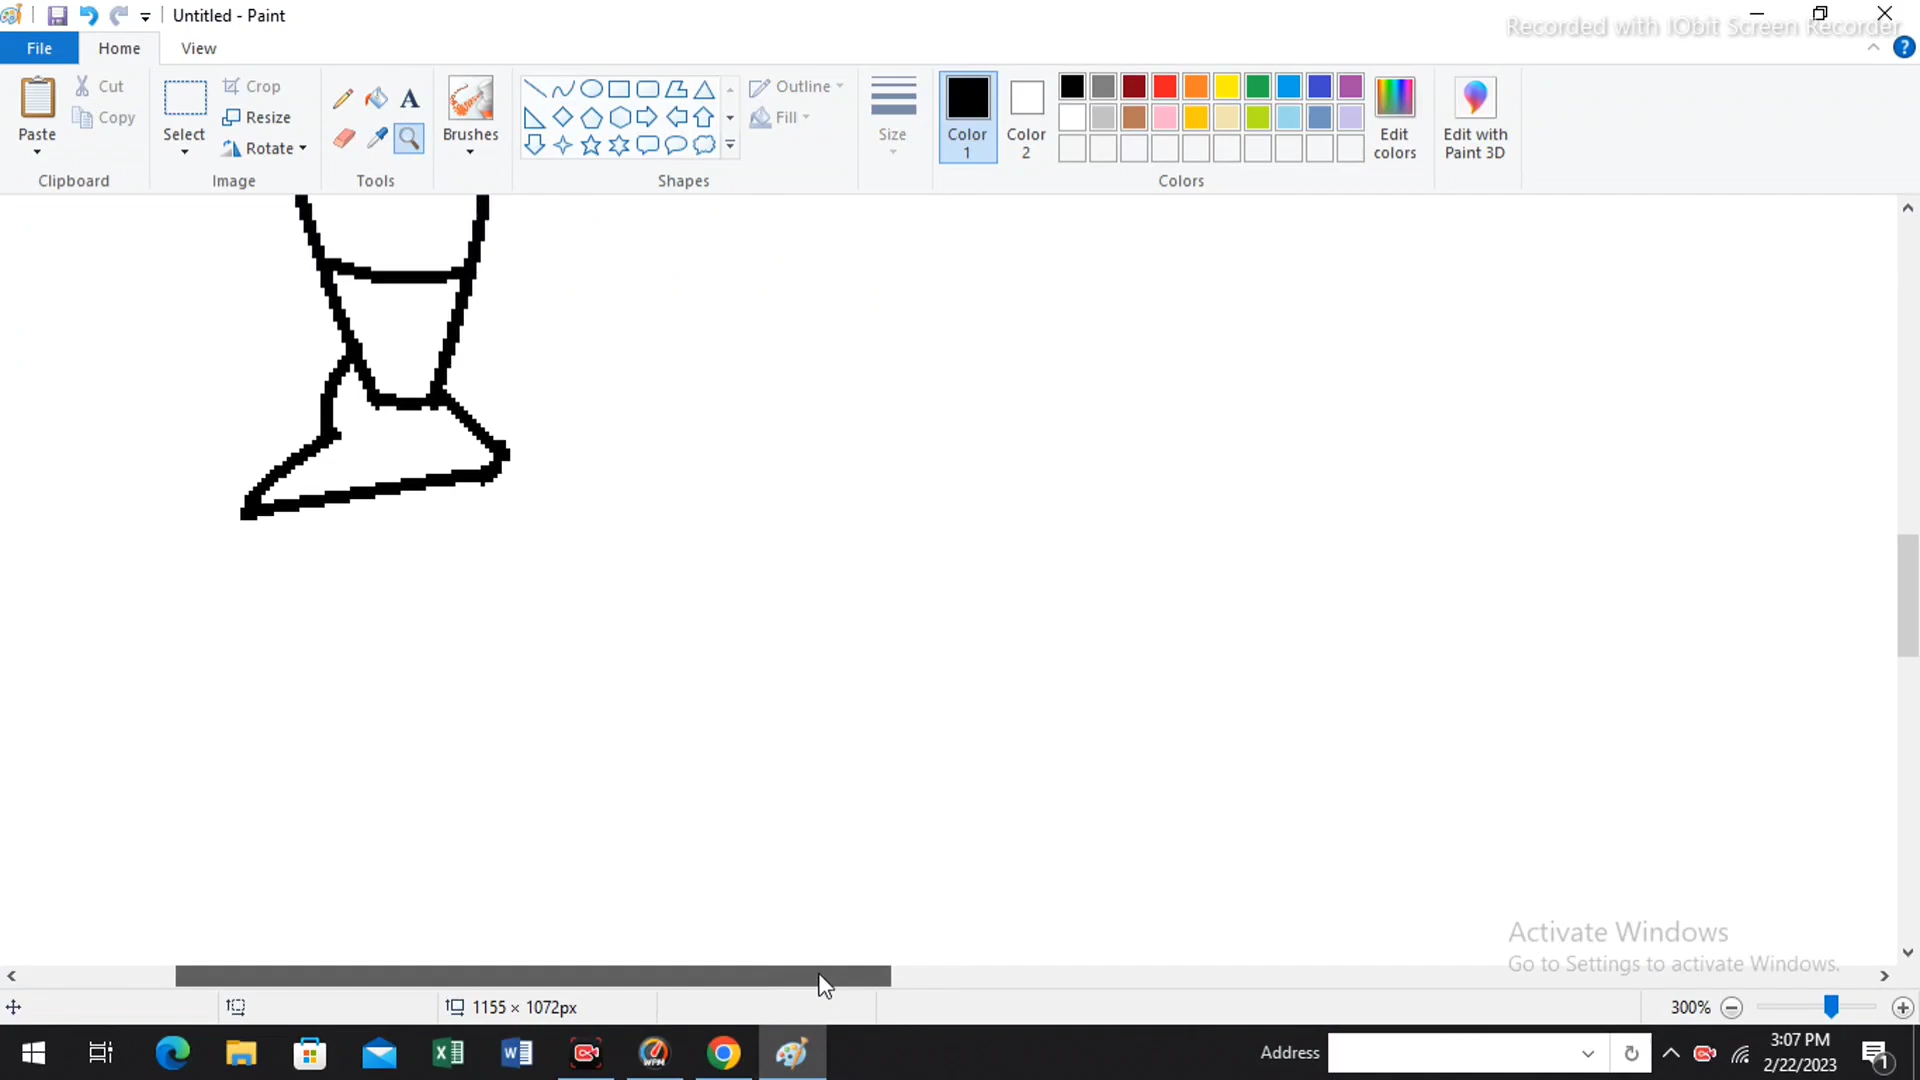 Untitled - Paint
Recorded with IObit Screen Recorder
File
Home
View
Paste
Cut
Copy
Clipboard
Select
Crop
Resize
Rotate
Image
A
Tools
Brushes
Shapes
Outline
Fill
Size
Color 1
Color 2
Edit colors
Colors
Edit with Paint 3D
Activate Windows
Go to Settings to activate Windows.
1155 × 1072px
300%
WPM
Address
3:07 PM
2/22/2023
1